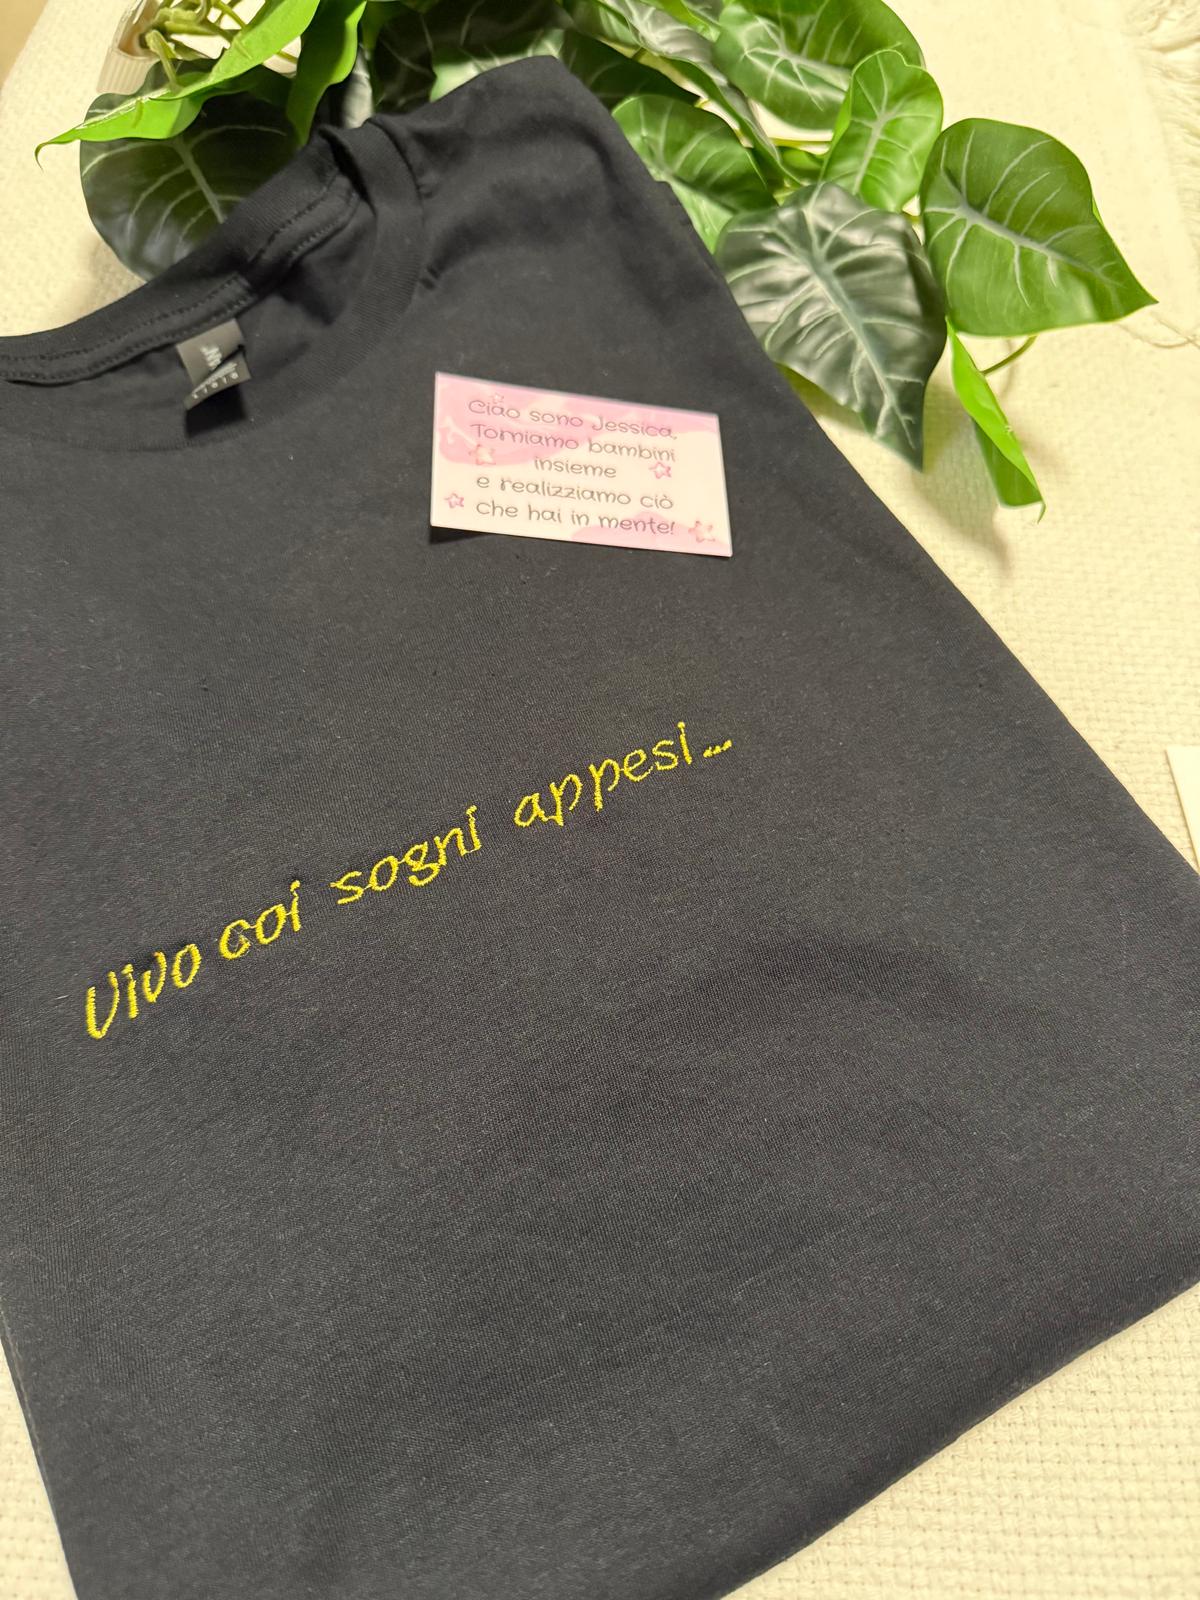 Ciao sono Jessica,
Torniamo bambini
insieme
e realizziamo ciò
che hai in mente!
Vivo coi sogni appesi...